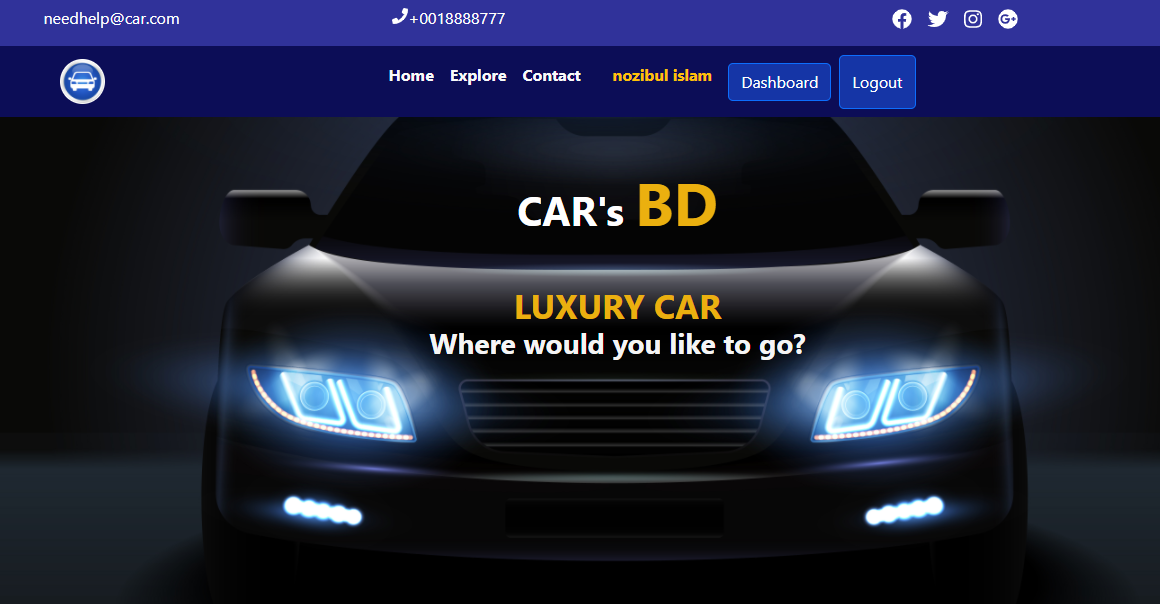 needhelp@car.com +0018888777
Home Explore Contact nozibul islam Dashboard Logout
CAR's BD
LUXURY CAR
Where would you like to go?